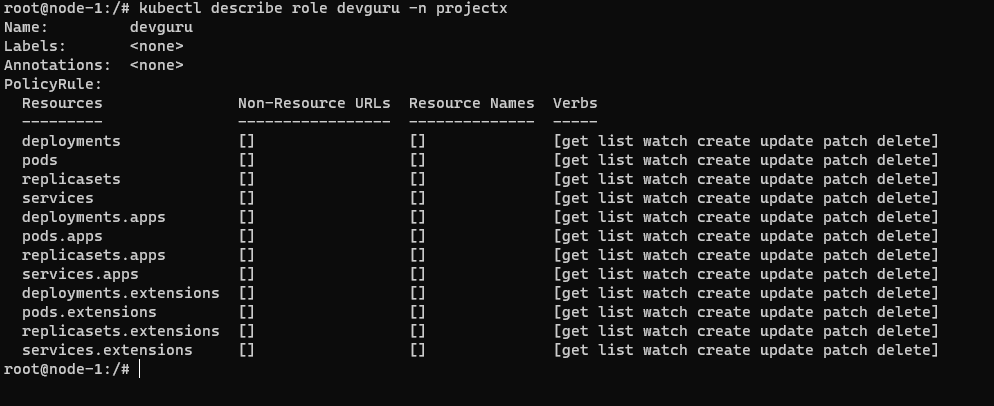 root@node-1:/# kubectl describe role devguru -n projectx
Name:         devguru
Labels:       <none>
Annotations:  <none>
PolicyRule:
  Resources               Non-Resource URLs  Resource Names  Verbs
  ---------               -----------------  --------------  -----
  deployments             []                 []              [get list watch create update patch delete]
  pods                    []                 []              [get list watch create update patch delete]
  replicasets             []                 []              [get list watch create update patch delete]
  services                []                 []              [get list watch create update patch delete]
  deployments.apps        []                 []              [get list watch create update patch delete]
  pods.apps               []                 []              [get list watch create update patch delete]
  replicasets.apps        []                 []              [get list watch create update patch delete]
  services.apps           []                 []              [get list watch create update patch delete]
  deployments.extensions  []                 []              [get list watch create update patch delete]
  pods.extensions         []                 []              [get list watch create update patch delete]
  replicasets.extensions  []                 []              [get list watch create update patch delete]
  services.extensions     []                 []              [get list watch create update patch delete]
root@node-1:/#